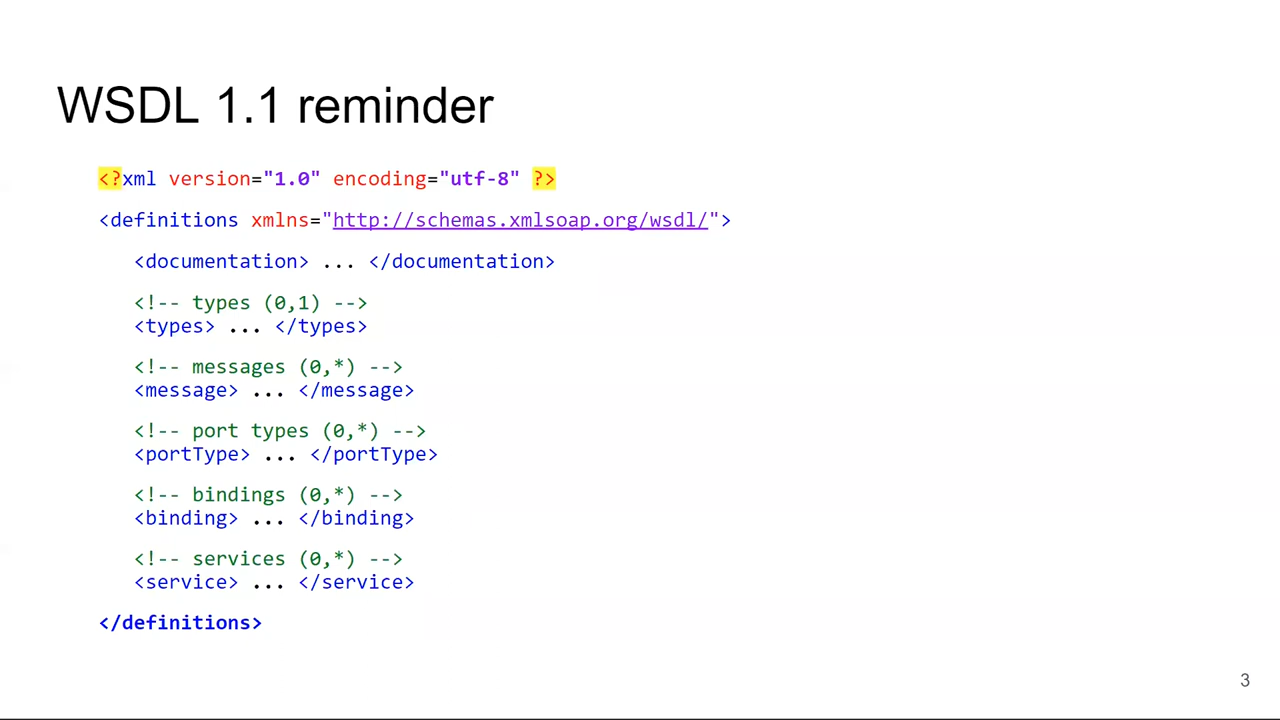 WSDL 1.1 reminder
<?xml version="1.0" encoding="utf-8" ?>
<definitions xmlns="http://schemas.xmlsoap.org/wsdl/">
<documentation> ... </documentation>
<!-- types (0,1) -->
<types> ... </types>
<!-- messages (0,*) -->
<message> ... </message>
<!-- port types (0,*) -->
<portType> ... </portType>
<!-- bindings (0,*) -->
<binding> ... </binding>
<!-- services (0,*) -->
<service> ... </service>
</definitions>
3